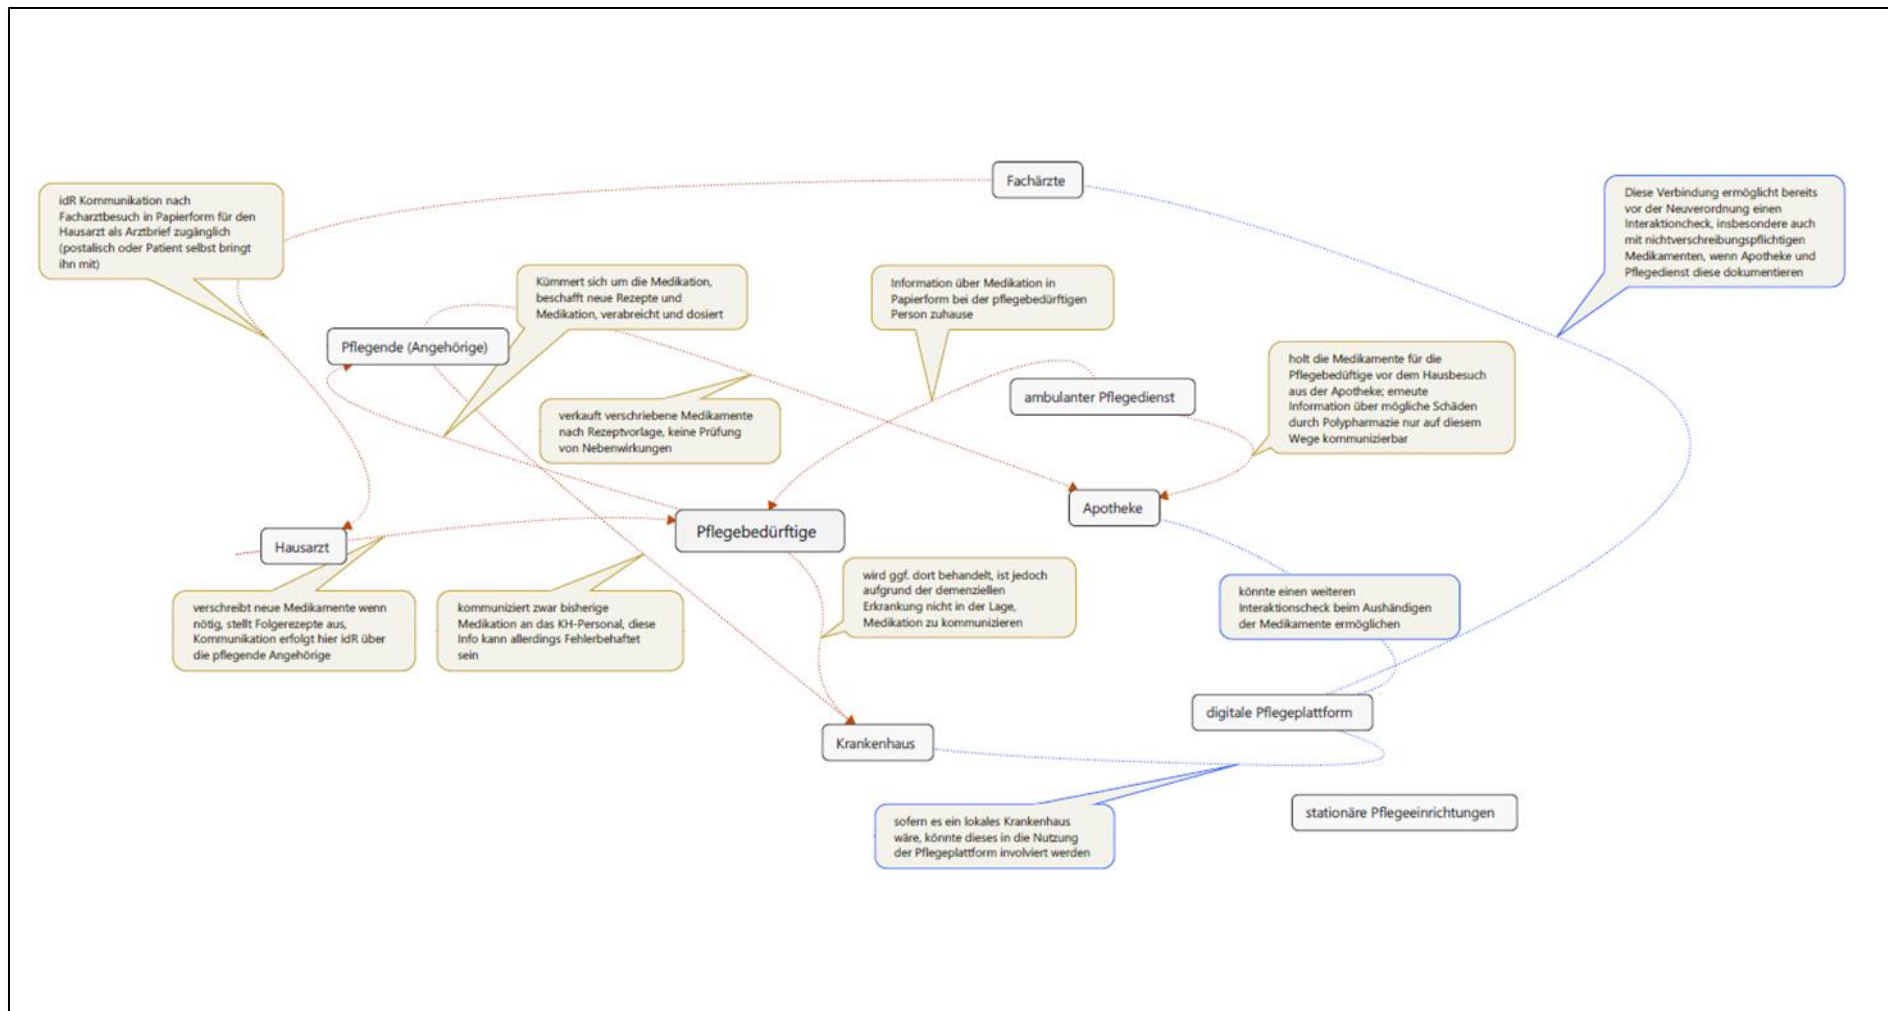 Fachärzte
idR Kommunikation nach
Facharztbesuch in Papierform für den
Hausarzt als Arztbrief zugänglich
(postalisch oder Patient selbst bringt
ihn mit)
Diese Verbindung ermöglicht bereits
vor der Neuverordnung einen
Interaktioncheck, insbesondere auch
mit nichtverschreibungspflichtigen
Medikamenten, wenn Apotheke und
Pflegedienst diese dokumentieren
Kümmert sich um die Medikation,
beschafft neue Rezepte und
Medikation, verabreicht und dosiert
Information über Medikation in
Papierform bei der pflegebedürftigen
Person zuhause
Pflegende (Angehörige)
holt die Medikamente für die
Pflegebedüftige vor dem Hausbesuch
aus der Apotheke; erneute
Information über mögliche Schäden
durch Polypharmazie nur auf diesem
Wege kommunizierbar
ambulanter Pflegedienst
verkauft verschriebene Medikamente
nach Rezeptvorlage, keine Prüfung
von Nebenwirkungen
Apotheke
Pflegebedürftige
Hausarzt
wird ggf. dort behandelt, ist jedoch
aufgrund der demenziellen
Erkrankung nicht in der Lage,
Medikation zu kommunizieren
könnte einen weiteren
Interaktionscheck beim Aushändigen
der Medikamente ermöglichen
verschreibt neue Medikamente wenn
nötig, stellt Folgerezepte aus,
Kommunikation erfolgt hier idR über
die pflegende Angehörige
kommuniziert zwar bisherige
Medikation an das KH-Personal, diese
Info kann allerdings Fehlerbehaftet
sein
digitale Pflegeplattform
Krankenhaus
stationäre Pflegeeinrichtungen
sofern es ein lokales Krankenhaus
wäre, könnte dieses in die Nutzung
der Pflegeplattform involviert werden